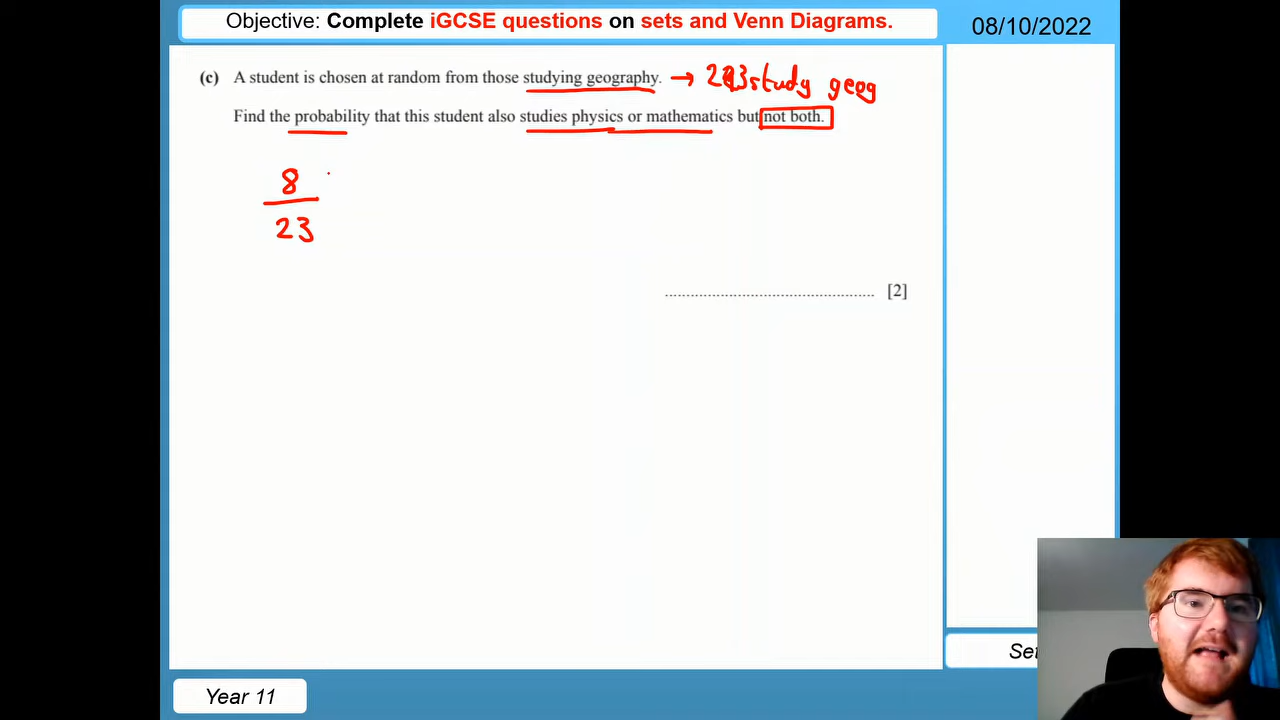 Objective: Complete iGCSE questions on sets and Venn Diagrams.
08/10/2022
(c) A student is chosen at random from those studying geography. → 23 study geog
Find the probability that this student also studies physics or mathematics but not both.
8
23
.................................................. [2]
Set
Year 11